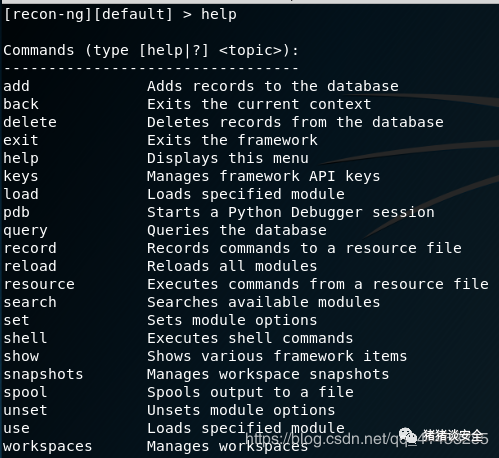 [recon-ng][default] > help
Commands (type [help|?] <topic>):
---------------------------------
add Adds records to the database
back Exits the current context
delete Deletes records from the database
exit Exits the framework
help Displays this menu
keys Manages framework API keys
load Loads specified module
pdb Starts a Python Debugger session
query Queries the database
record Records commands to a resource file
reload Reloads all modules
resource Executes commands from a resource file
search Searches available modules
set Sets module options
shell Executes shell commands
show Shows various framework items
snapshots Manages workspace snapshots
spool Spools output to a file
unset Unsets module options
use Loads specified module
workspaces Manages workspaces
猪猪谈安全